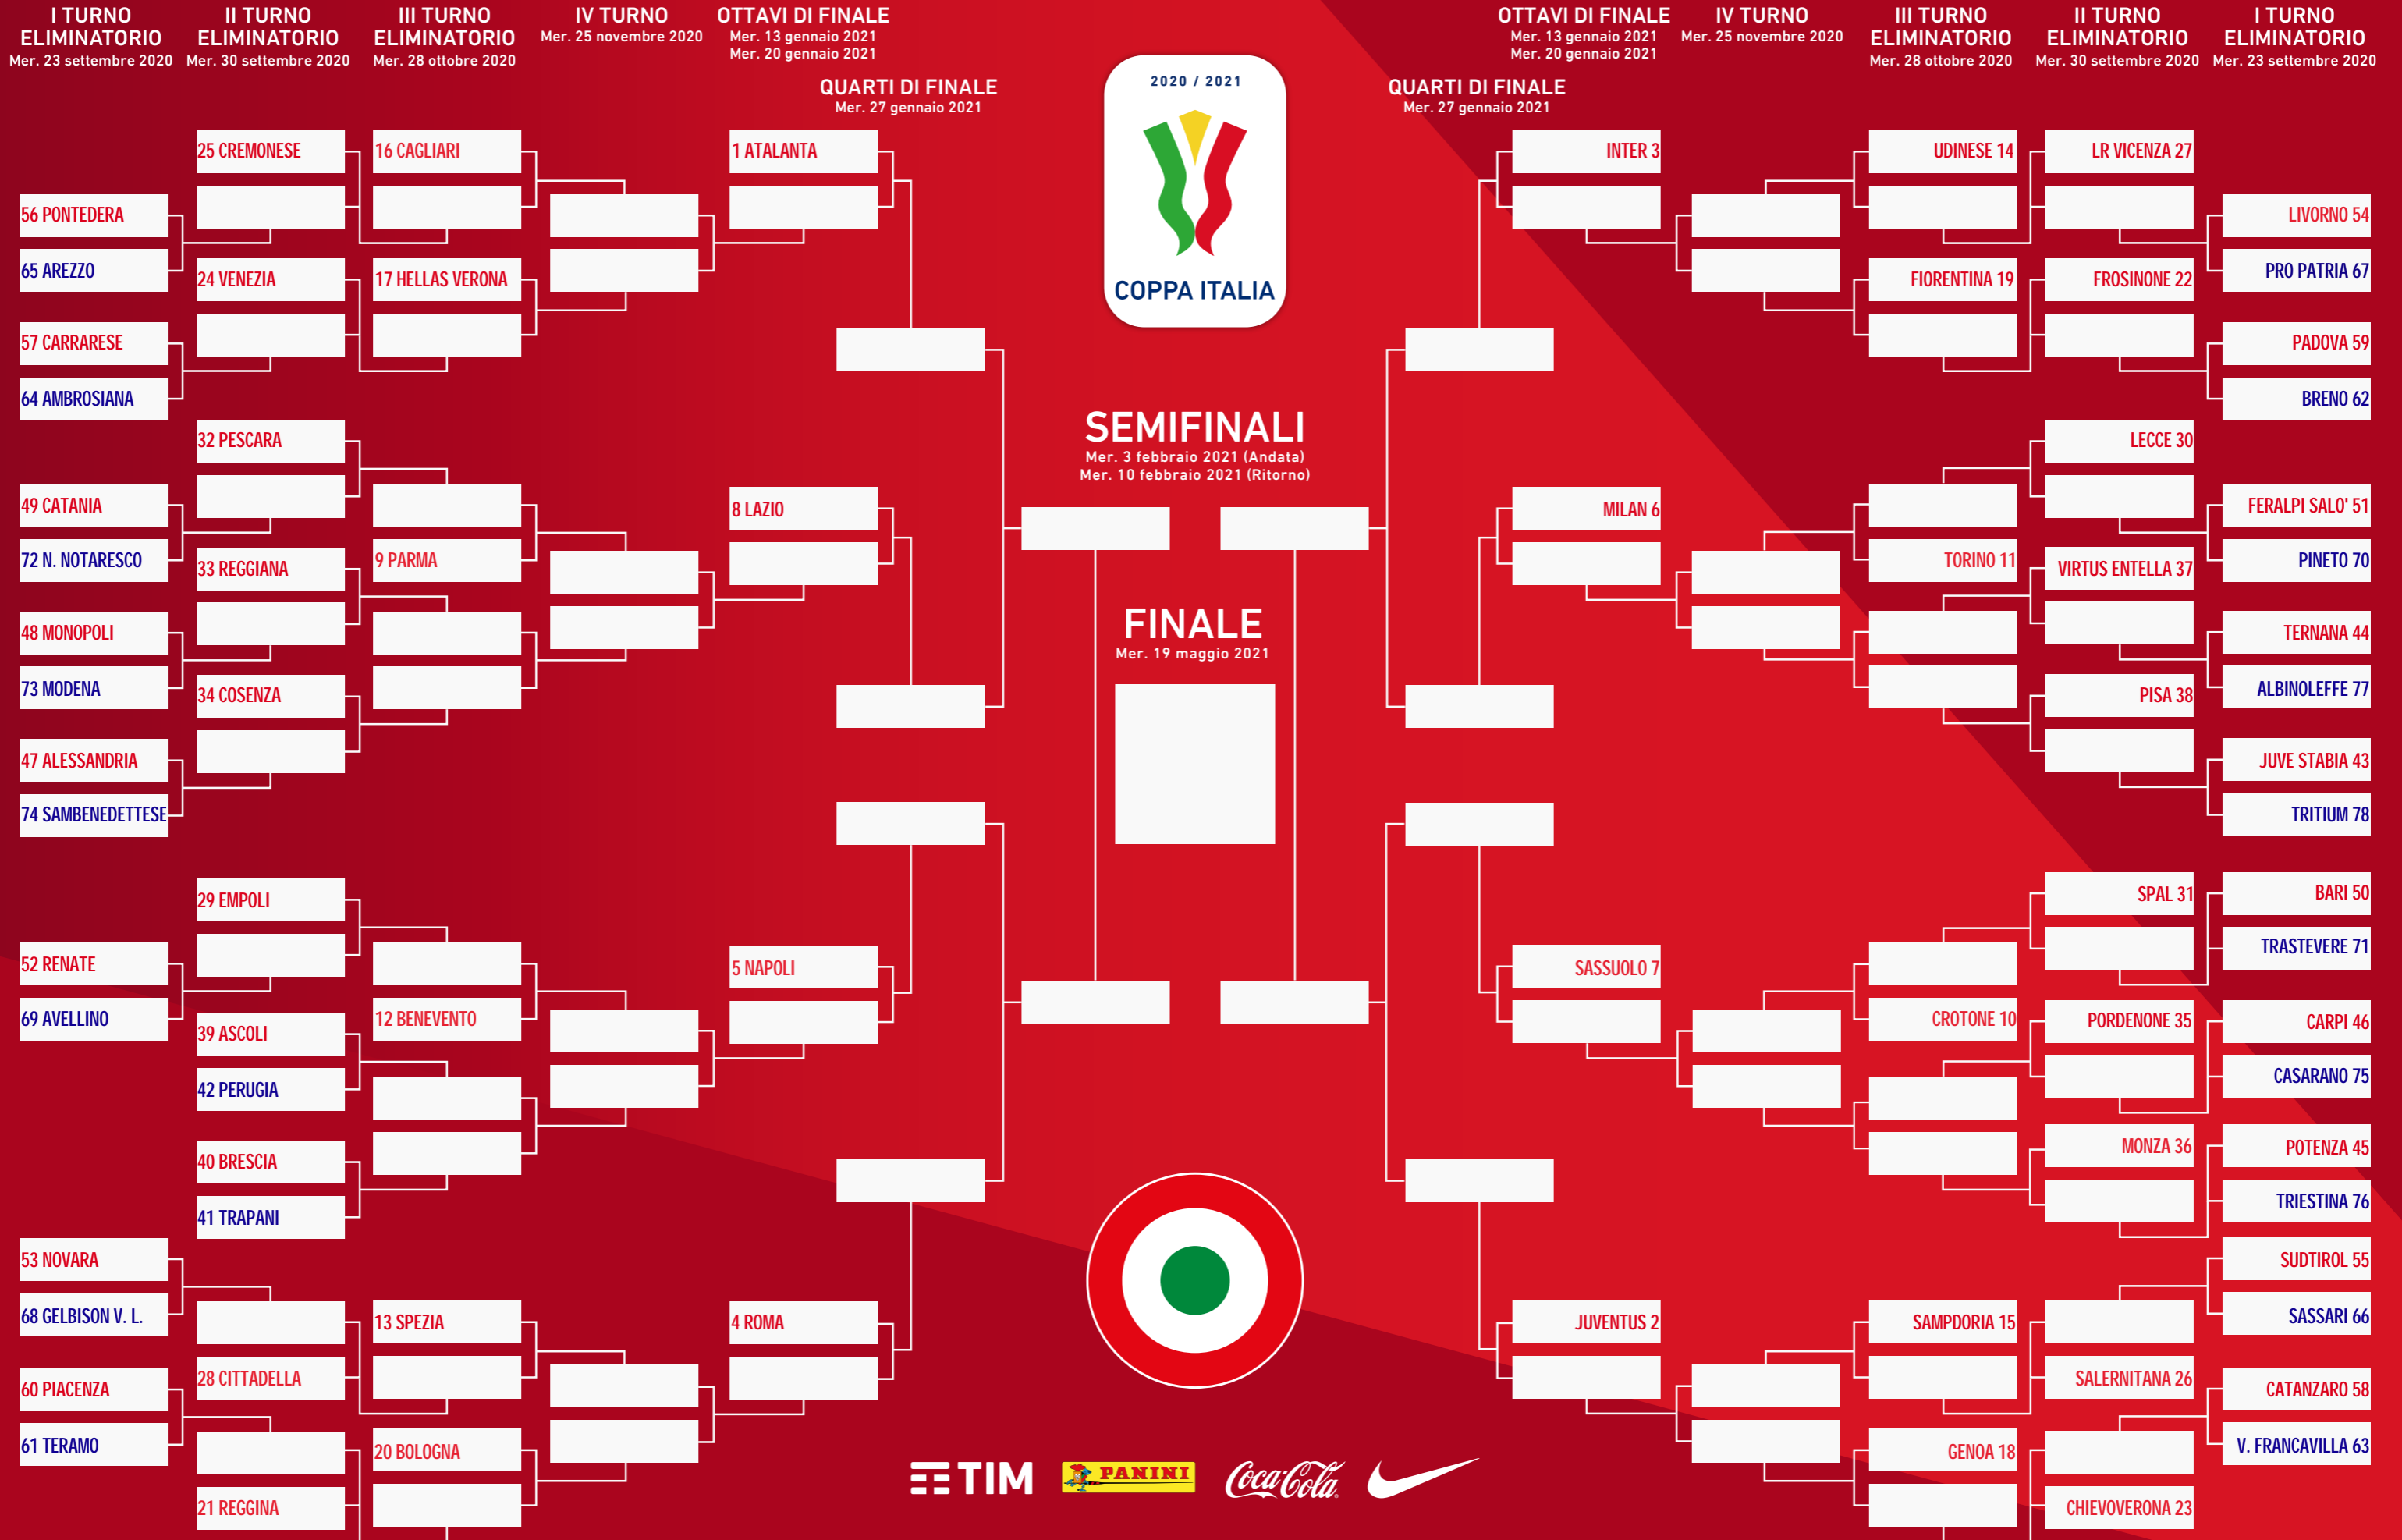 I TURNO
ELIMINATORIO
Mer. 23 settembre 2020
II TURNO
ELIMINATORIO
Mer. 30 settembre 2020
III TURNO
ELIMINATORIO
Mer. 28 ottobre 2020
IV TURNO
Mer. 25 novembre 2020
OTTAVI DI FINALE
Mer. 13 gennaio 2021
Mer. 20 gennaio 2021
QUARTI DI FINALE
Mer. 27 gennaio 2021
2020 / 2021
COPPA ITALIA
OTTAVI DI FINALE
Mer. 13 gennaio 2021
Mer. 20 gennaio 2021
QUARTI DI FINALE
Mer. 27 gennaio 2021
IV TURNO
Mer. 25 novembre 2020
III TURNO
ELIMINATORIO
Mer. 28 ottobre 2020
II TURNO
ELIMINATORIO
Mer. 30 settembre 2020
I TURNO
ELIMINATORIO
Mer. 23 settembre 2020
56 PONTEDERA
65 AREZZO
57 CARRARESE
64 AMBROSIANA
49 CATANIA
72 N. NOTARESCO
48 MONOPOLI
73 MODENA
47 ALESSANDRIA
74 SAMBENEDETTESE
52 RENATE
69 AVELLINO
53 NOVARA
68 GELBISON V. L.
60 PIACENZA
61 TERAMO
25 CREMONESE
24 VENEZIA
32 PESCARA
33 REGGIANA
34 COSENZA
29 EMPOLI
39 ASCOLI
42 PERUGIA
40 BRESCIA
41 TRAPANI
28 CITTADELLA
21 REGGINA
16 CAGLIARI
17 HELLAS VERONA
9 PARMA
12 BENEVENTO
13 SPEZIA
20 BOLOGNA
1 ATALANTA
8 LAZIO
5 NAPOLI
4 ROMA
SEMIFINALI
Mer. 3 febbraio 2021 (Andata)
Mer. 10 febbraio 2021 (Ritorno)
FINALE
Mer. 19 maggio 2021
TIM
PANINI
Coca-Cola
INTER 3
MILAN 6
SASSUOLO 7
JUVENTUS 2
UDINESE 14
FIORENTINA 19
TORINO 11
CROTONE 10
SAMPDORIA 15
GENOA 18
LR VICENZA 27
FROSINONE 22
LECCE 30
VIRTUS ENTELLA 37
PISA 38
SPAL 31
PORDENONE 35
MONZA 36
SALERNITANA 26
CHIEVOVERONA 23
LIVORNO 54
PRO PATRIA 67
PADOVA 59
BRENO 62
FERALPI SALO' 51
PINETO 70
TERNANA 44
ALBINOLEFFE 77
JUVE STABIA 43
TRITIUM 78
BARI 50
TRASTEVERE 71
CARPI 46
CASARANO 75
POTENZA 45
TRIESTINA 76
SUDTIROL 55
SASSARI 66
CATANZARO 58
V. FRANCAVILLA 63